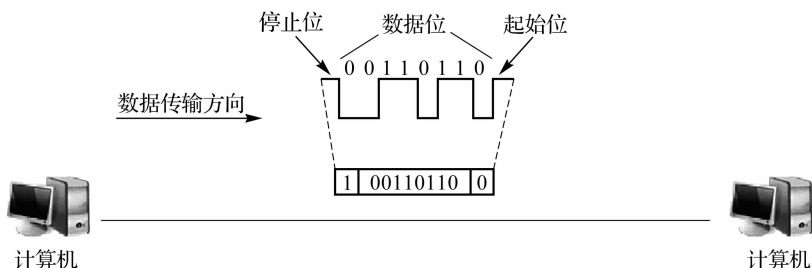 停止位 数据位 起始位
0 0 1 1 0 1 1 0
数据传输方向
1 00110110 0
计算机 计算机